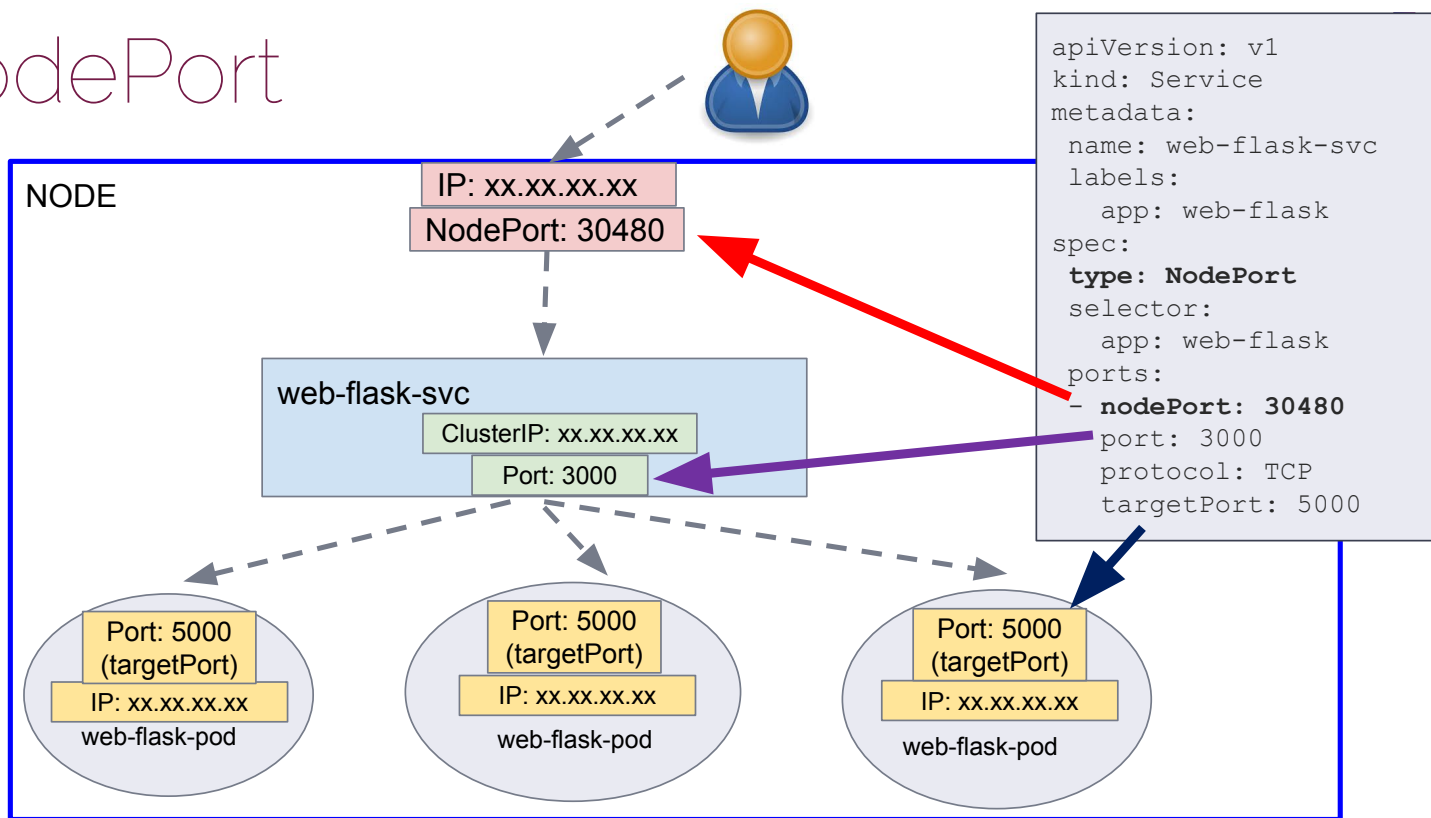 odePort
NODE
IP: xx.xx.xx.xx
NodePort: 30480
web-flask-svc
ClusterIP: xx.xx.xx.xx
Port: 3000
Port: 5000
(targetPort)
IP: xx.xx.xx.xx
web-flask-pod
Port: 5000
(targetPort)
IP: xx.xx.xx.xx
web-flask-pod
Port: 5000
(targetPort)
IP: xx.xx.xx.xx
web-flask-pod
apiVersion: v1
kind: Service
metadata:
 name: web-flask-svc
 labels:
   app: web-flask
spec:
 type: NodePort
 selector:
   app: web-flask
 ports:
 - nodePort: 30480
   port: 3000
   protocol: TCP
   targetPort: 5000